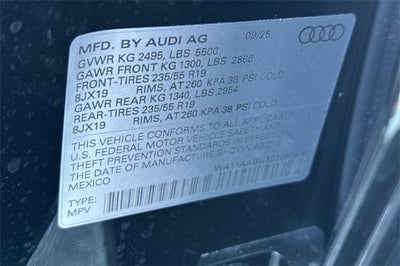 MFD. BY AUDI AG 09/25
GVWR KG 2495, LBS 5500
GAWR FRONT KG 1300, LBS 2866
FRONT-TIRES 235/55 R19
8JX19 RIMS, AT 260 KPA 38 PSI COLD
GAWR REAR KG 1340, LBS 2954
REAR-TIRES 235/55 R19
8JX19 RIMS, AT 260 KPA 38 PSI COLD
THIS VEHICLE CONFORMS TO ALL APPLICABLE
U.S. FEDERAL MOTOR VEHICLE SAFETY AND
THEFT PREVENTION STANDARDS IN EFFECT ON
THE DATE OF MANUFACTURE SHOWN ABOVE.
MEXICO
TYPE:
MPV